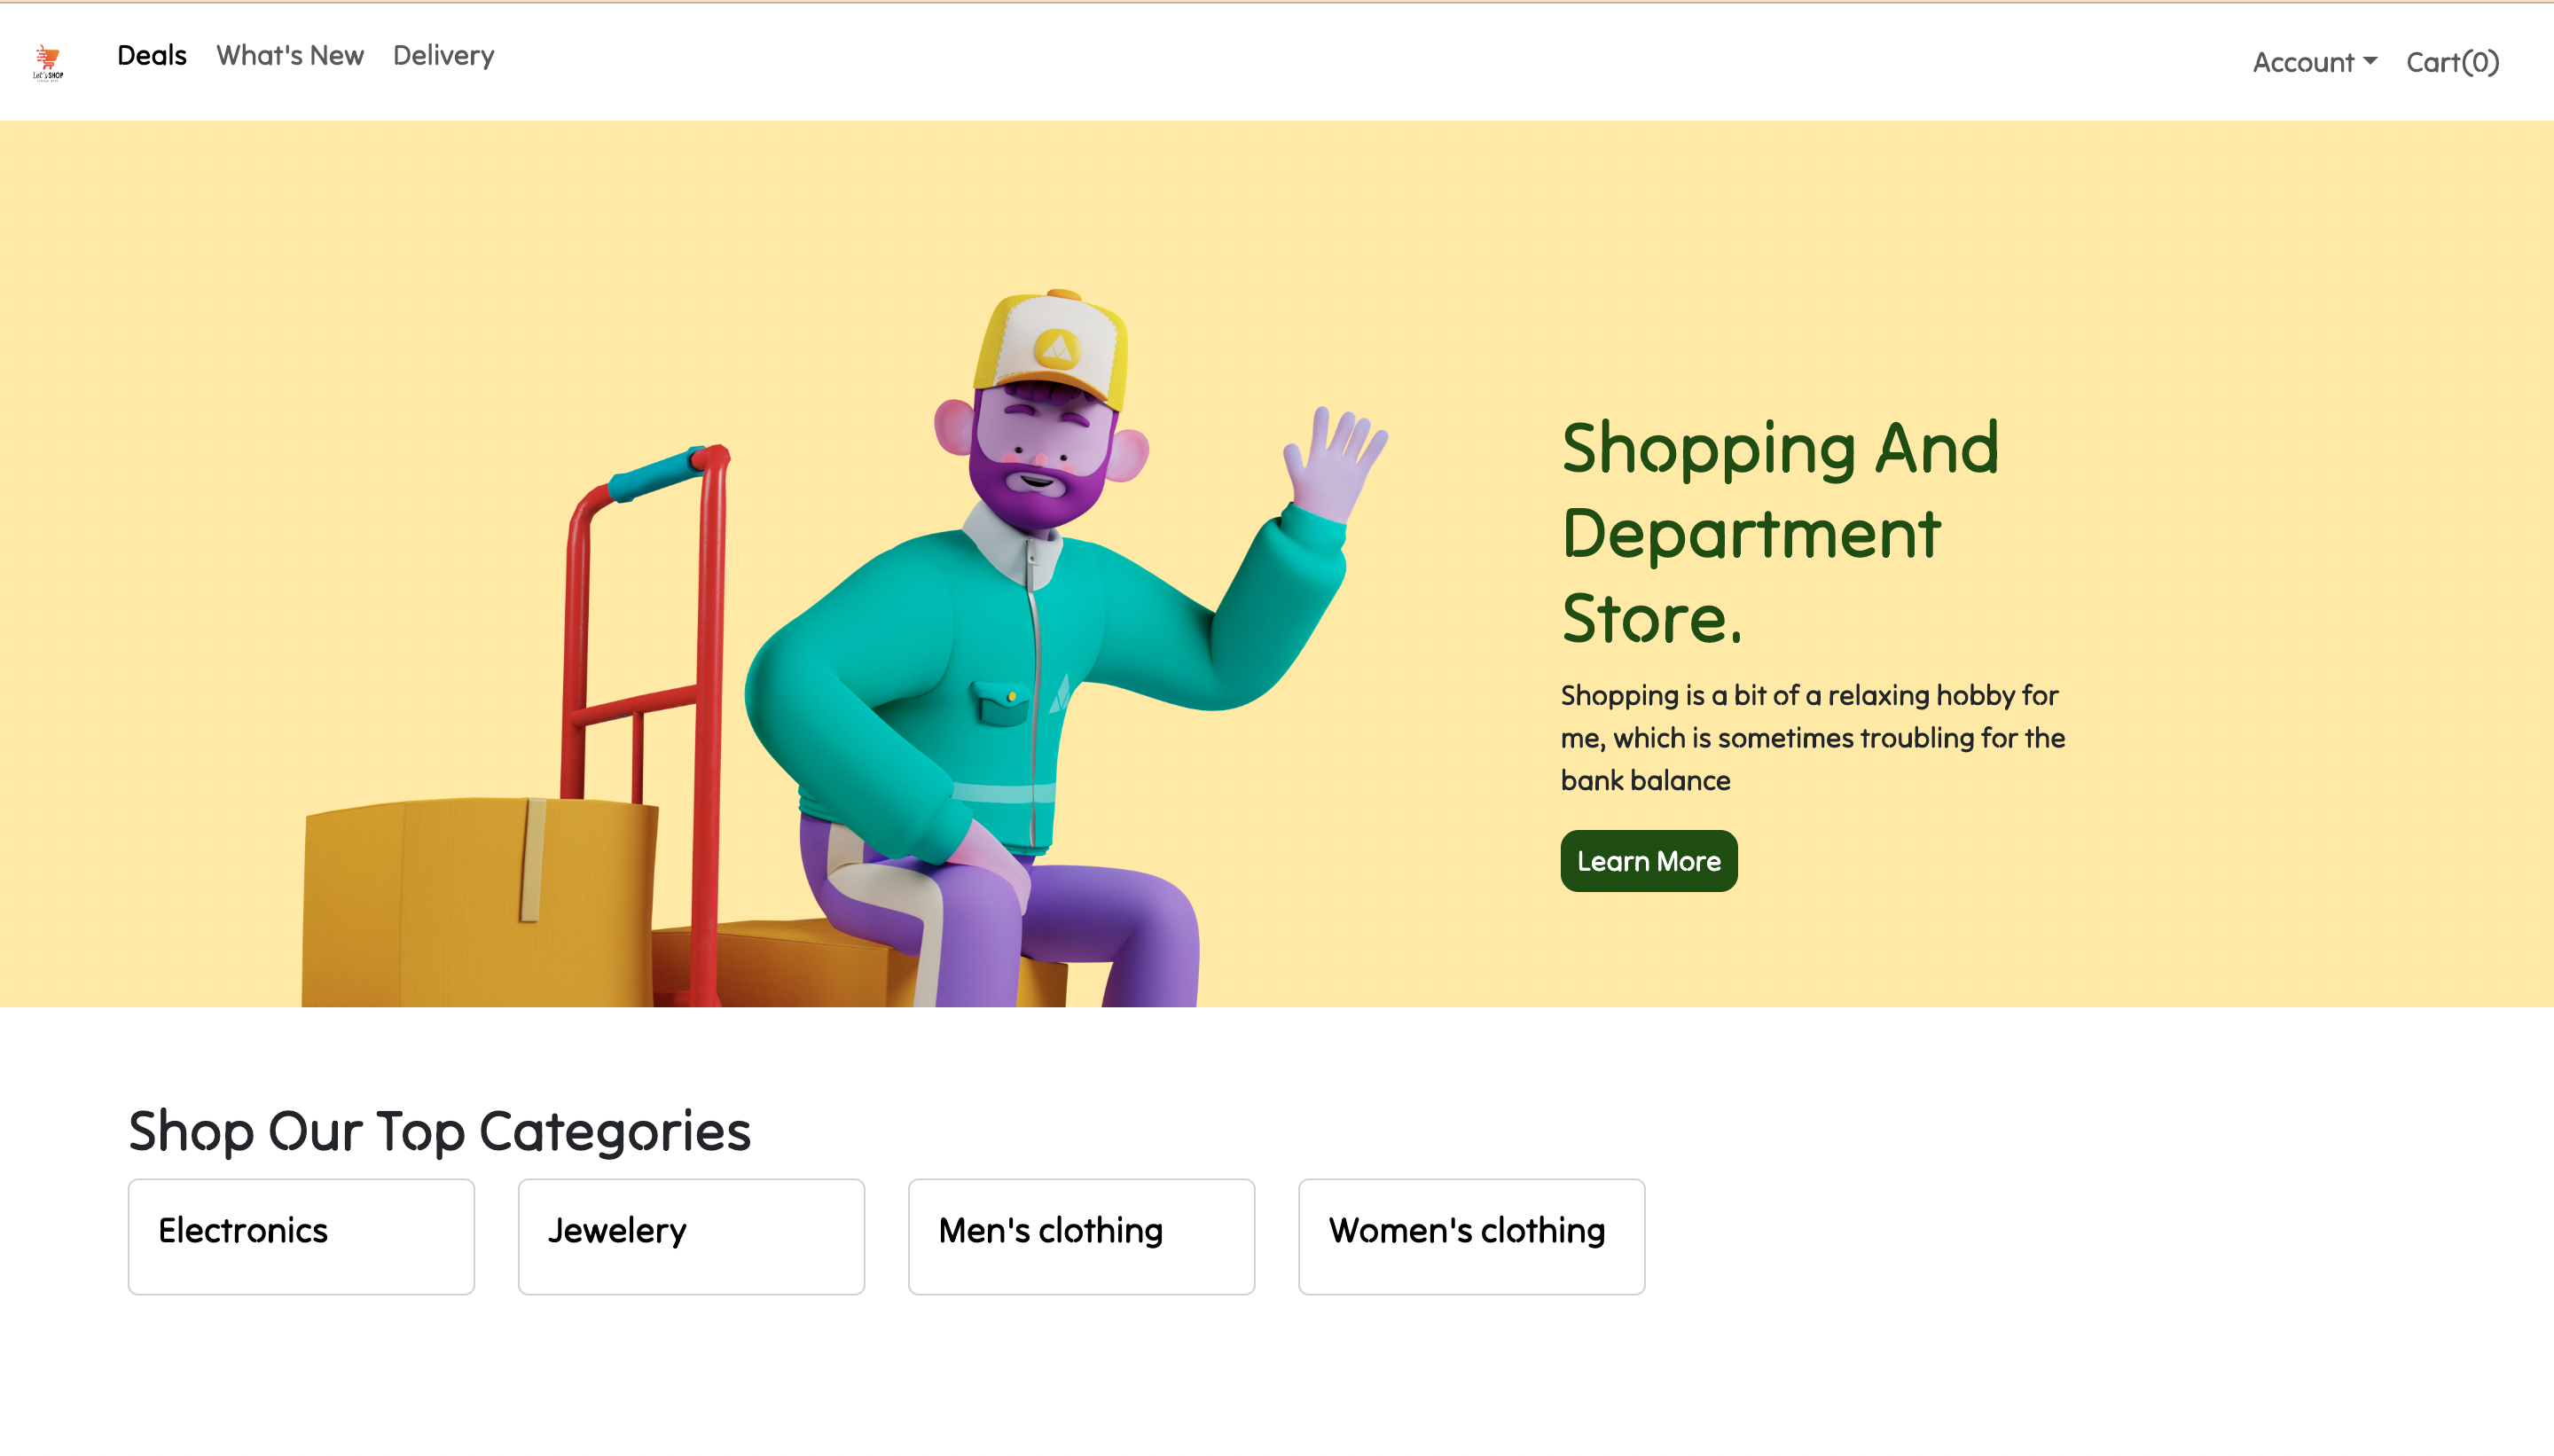 Let's SHOP
Deals What's New Delivery
Account Cart(0)
Shopping And
Department
Store.
Shopping is a bit of a relaxing hobby for
me, which is sometimes troubling for the
bank balance
Learn More
Shop Our Top Categories
Electronics
Jewelery
Men's clothing
Women's clothing